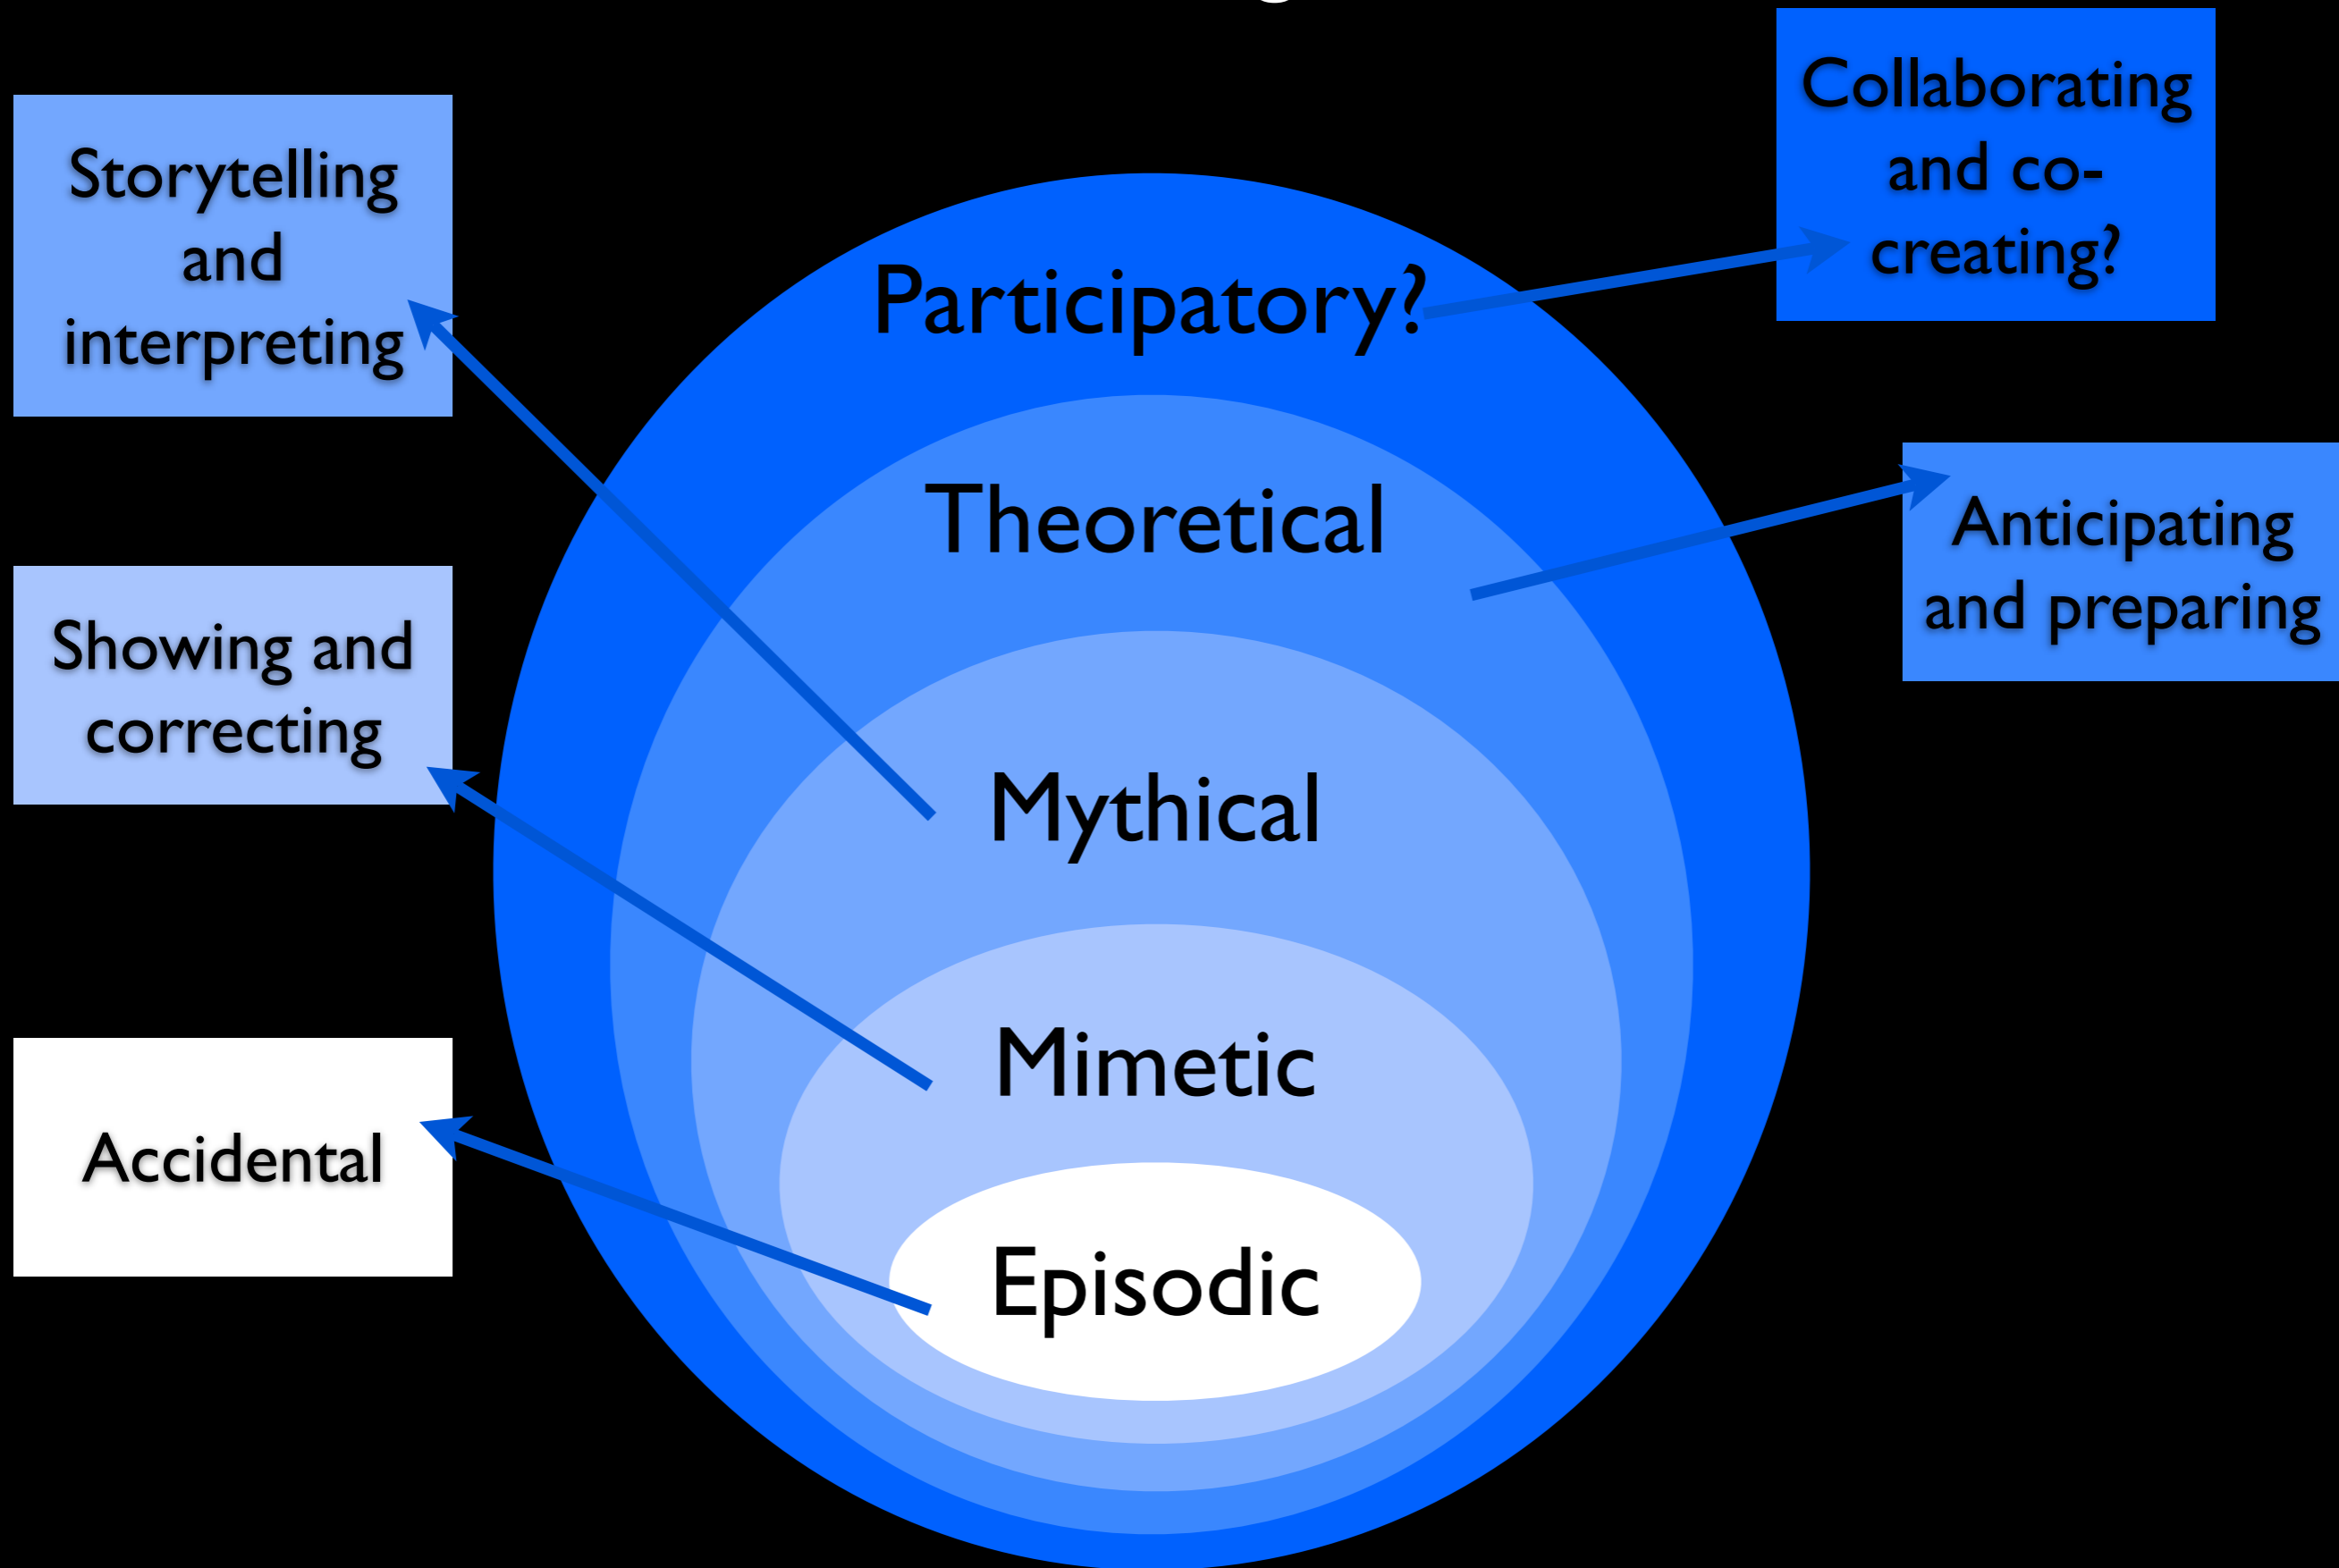 Collaborating
and co-
creating?
Storytelling
and
interpreting
Participatory?
Theoretical
Anticipating
and preparing
Showing and
correcting
Mythical
Mimetic
Accidental
Episodic